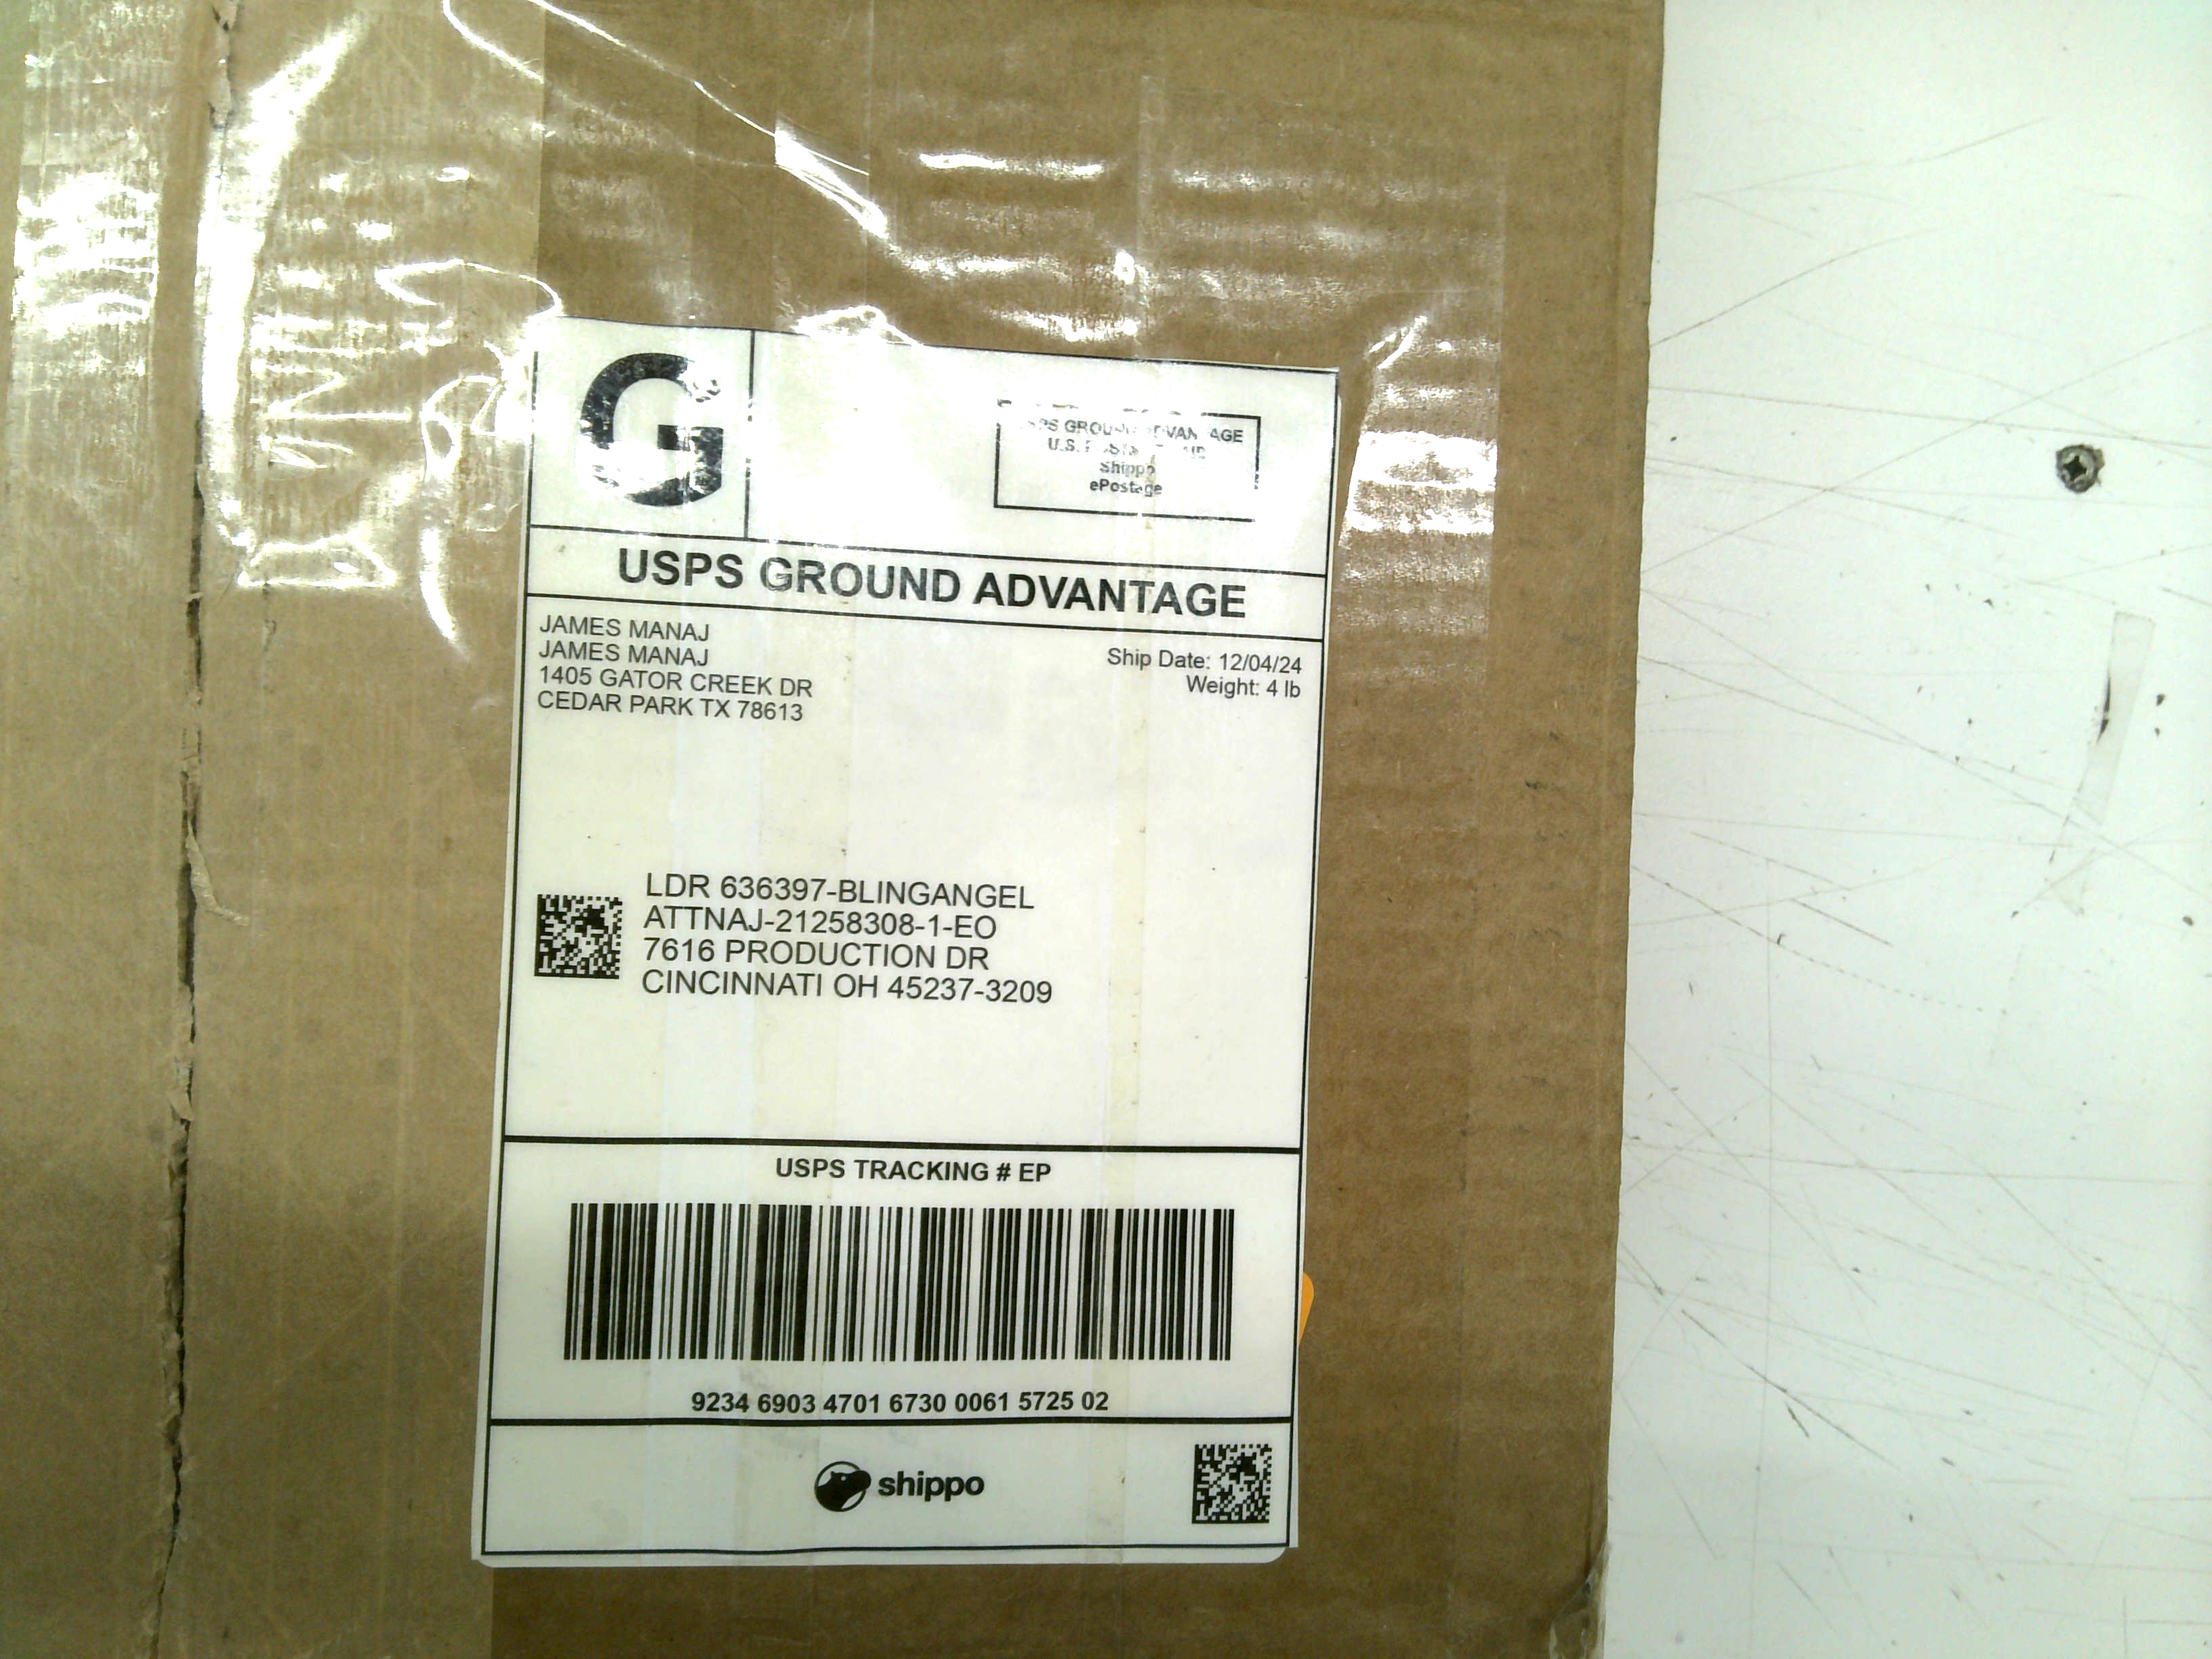 G
GROUND ADVANTAGE
U.S.
Shippo
ePostage
USPS GROUND ADVANTAGE
JAMES MANAJ
JAMES MANAJ
1405 GATOR CREEK DR
CEDAR PARK TX 78613
Ship Date: 12/04/24
Weight: 4 lb
LDR 636397-BLINGANGEL
ATTNAJ-21258308-1-EO
7616 PRODUCTION DR
CINCINNATI OH 45237-3209
USPS TRACKING # EP
9234 6903 4701 6730 0061 5725 02
shippo